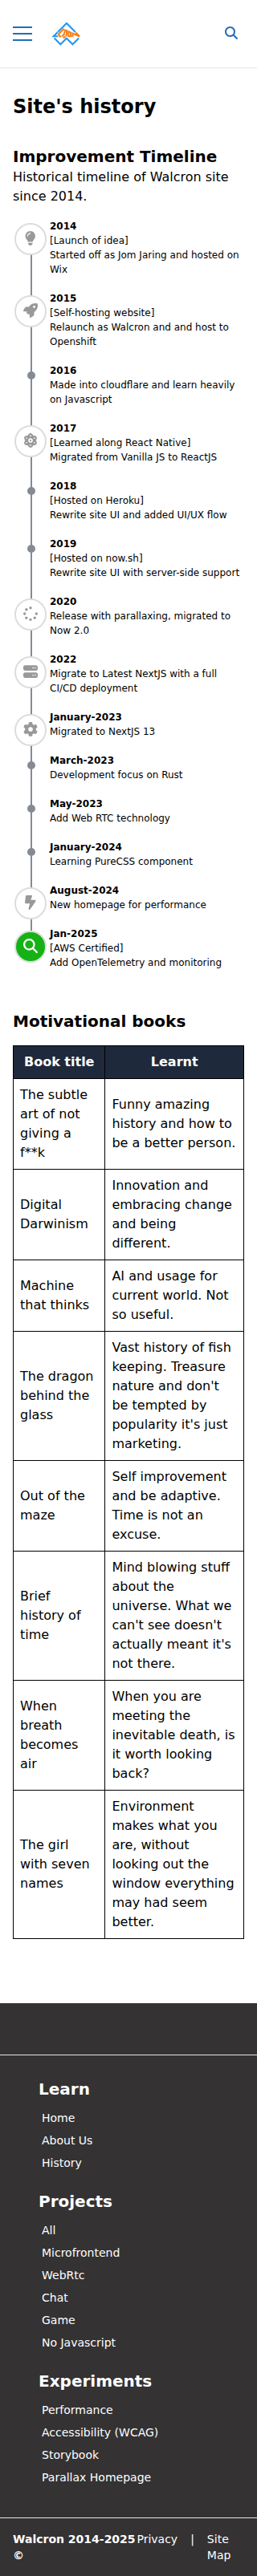 Site's history
Improvement Timeline
Historical timeline of Walcron site
since 2014.
2014
[Launch of idea]
Started off as Jom Jaring and hosted on
Wix
2015
[Self-hosting website]
Relaunch as Walcron and and host to
Openshift
2016
Made into cloudflare and learn heavily
on Javascript
2017
[Learned along React Native]
Migrated from Vanilla JS to ReactJS
2018
[Hosted on Heroku]
Rewrite site UI and added UI/UX flow
2019
[Hosted on now.sh]
Rewrite site UI with server-side support
2020
Release with parallaxing, migrated to
Now 2.0
2022
Migrate to Latest NextJS with a full
CI/CD deployment
January-2023
Migrated to NextJS 13
March-2023
Development focus on Rust
May-2023
Add Web RTC technology
January-2024
Learning PureCSS component
August-2024
New homepage for performance
Jan-2025
[AWS Certified]
Add OpenTelemetry and monitoring
Motivational books
Book title Learnt
The subtle
art of not
giving a
f**k
Funny amazing
history and how to
be a better person.
Digital
Darwinism
Innovation and
embracing change
and being
different.
Machine
that thinks
AI and usage for
current world. Not
so useful.
The dragon
behind the
glass
Vast history of fish
keeping. Treasure
nature and don't
be tempted by
popularity it's just
marketing.
Out of the
maze
Self improvement
and be adaptive.
Time is not an
excuse.
Brief
history of
time
Mind blowing stuff
about the
universe. What we
can't see doesn't
actually meant it's
not there.
When
breath
becomes
air
When you are
meeting the
inevitable death, is
it worth looking
back?
The girl
with seven
names
Environment
makes what you
are, without
looking out the
window everything
may had seem
better.
Learn
Home
About Us
History
Projects
All
Microfrontend
WebRtc
Chat
Game
No Javascript
Experiments
Performance
Accessibility (WCAG)
Storybook
Parallax Homepage
Walcron 2014-2025 Privacy | Site
© Map